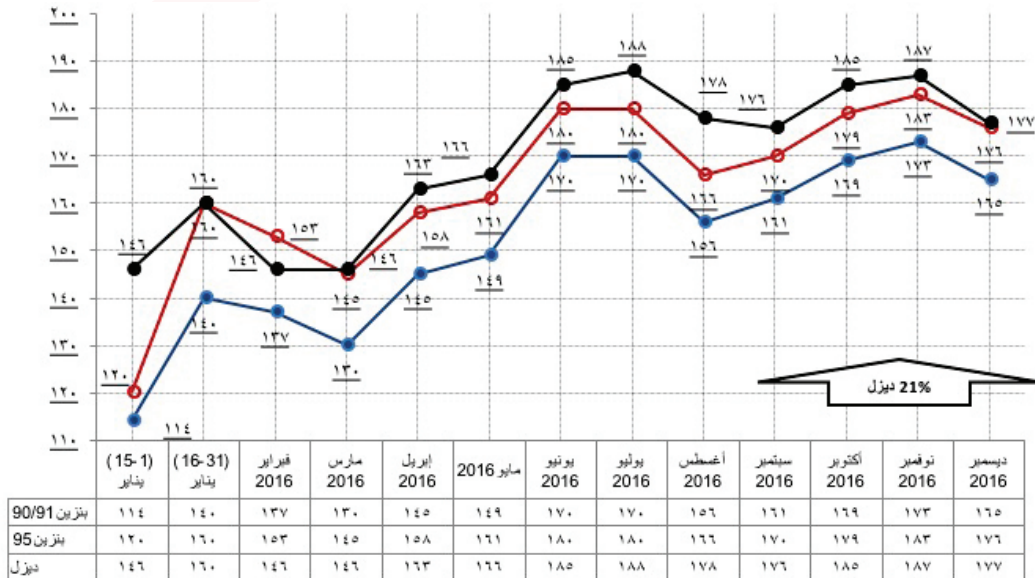 ٢٠٠
١٩٠
١٨٠
١٧٠
١٦٠
١٥٠
١٤٠
١٣٠
١٢٠
١١٠
١٤٦ ١٦٠ ١٤٦ ١٤٦ ١٦٣ ١٦٦ ١٨٥ ١٨٨ ١٧٨ ١٧٦ ١٨٥ ١٨٧ ١٧٧
١٢٠ ١٦٠ ١٥٣ ١٤٥ ١٥٨ ١٦١ ١٨٠ ١٨٠ ١٦٦ ١٧٠ ١٧٩ ١٨٣ ١٧٦
١١٤ ١٤٠ ١٣٧ ١٣٠ ١٤٥ ١٤٩ ١٧٠ ١٧٠ ١٥٦ ١٦١ ١٦٩ ١٧٣ ١٦٥
21% ديزل
(15-1) يناير
(16-31) يناير
فبراير 2016
مارس 2016
إبريل 2016
مايو 2016
يونيو 2016
يوليو 2016
أغسطس 2016
سبتمبر 2016
أكتوبر 2016
نوفمبر 2016
ديسمبر 2016
بنزين 90/91 ١١٤ ١٤٠ ١٣٧ ١٣٠ ١٤٥ ١٤٩ ١٧٠ ١٧٠ ١٥٦ ١٦١ ١٦٩ ١٧٣ ١٦٥
بنزين 95 ١٢٠ ١٦٠ ١٥٣ ١٤٥ ١٥٨ ١٦١ ١٨٠ ١٨٠ ١٦٦ ١٧٠ ١٧٩ ١٨٣ ١٧٦
ديزل ١٤٦ ١٦٠ ١٤٦ ١٤٦ ١٦٣ ١٦٦ ١٨٥ ١٨٨ ١٧٨ ١٧٦ ١٨٥ ١٨٧ ١٧٧